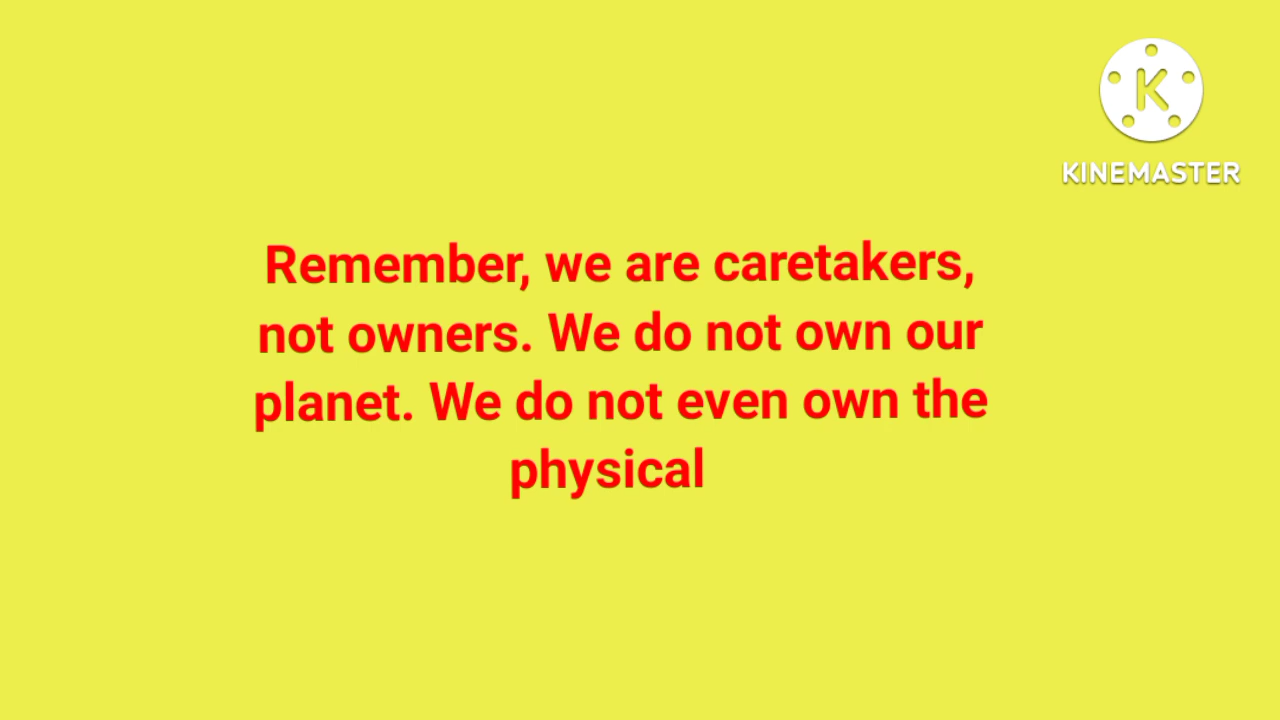 K
KINEMASTER
Remember, we are caretakers,
not owners. We do not own our
planet. We do not even own the
physical